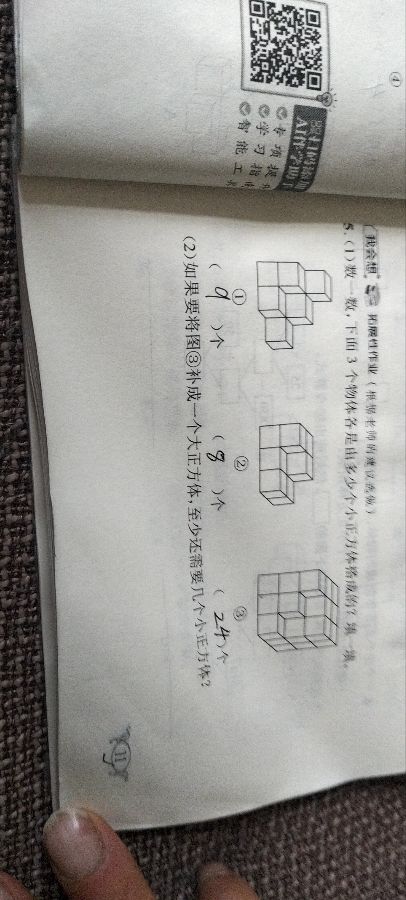 ④
专项提
学习指
智能工
我会想 拓展性作业(根据老师的建议选做)
5. (1)数一数,下面3个物体各是由多少个小正方体搭成的?填一填。
① ② ③
( 9 )个 ( 8 )个 ( 24 )个
(2)如果要将图③补成一个大正方体,至少还需要几个小正方体?
11